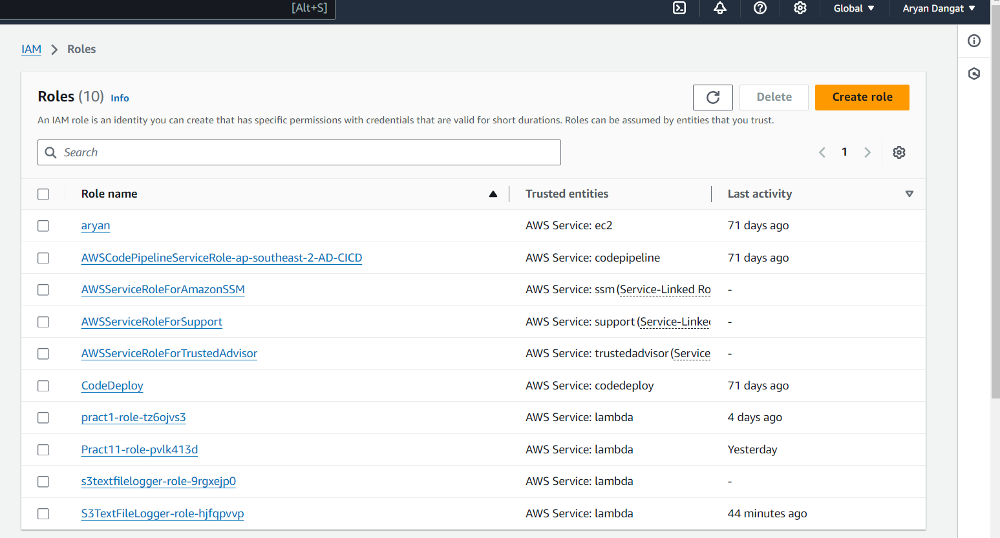 [Alt+S]
Global ▼ Aryan Dangat ▼
IAM > Roles
Roles (10) Info
Delete
Create role
An IAM role is an identity you can create that has specific permissions with credentials that are valid for short durations. Roles can be assumed by entities that you trust.
Search
1
Role name Trusted entities Last activity
aryan AWS Service: ec2 71 days ago
AWSCodePipelineServiceRole-ap-southeast-2-AD-CICD AWS Service: codepipeline 71 days ago
AWSServiceRoleForAmazonSSM AWS Service: ssm (Service-Linked Ro -
AWSServiceRoleForSupport AWS Service: support (Service-Linked -
AWSServiceRoleForTrustedAdvisor AWS Service: trustedadvisor (Service -
CodeDeploy AWS Service: codedeploy 71 days ago
pract1-role-tz6ojvs3 AWS Service: lambda 4 days ago
Pract11-role-pvlk413d AWS Service: lambda Yesterday
s3textfilelogger-role-9rgxejp0 AWS Service: lambda -
S3TextFileLogger-role-hjfqpvvp AWS Service: lambda 44 minutes ago